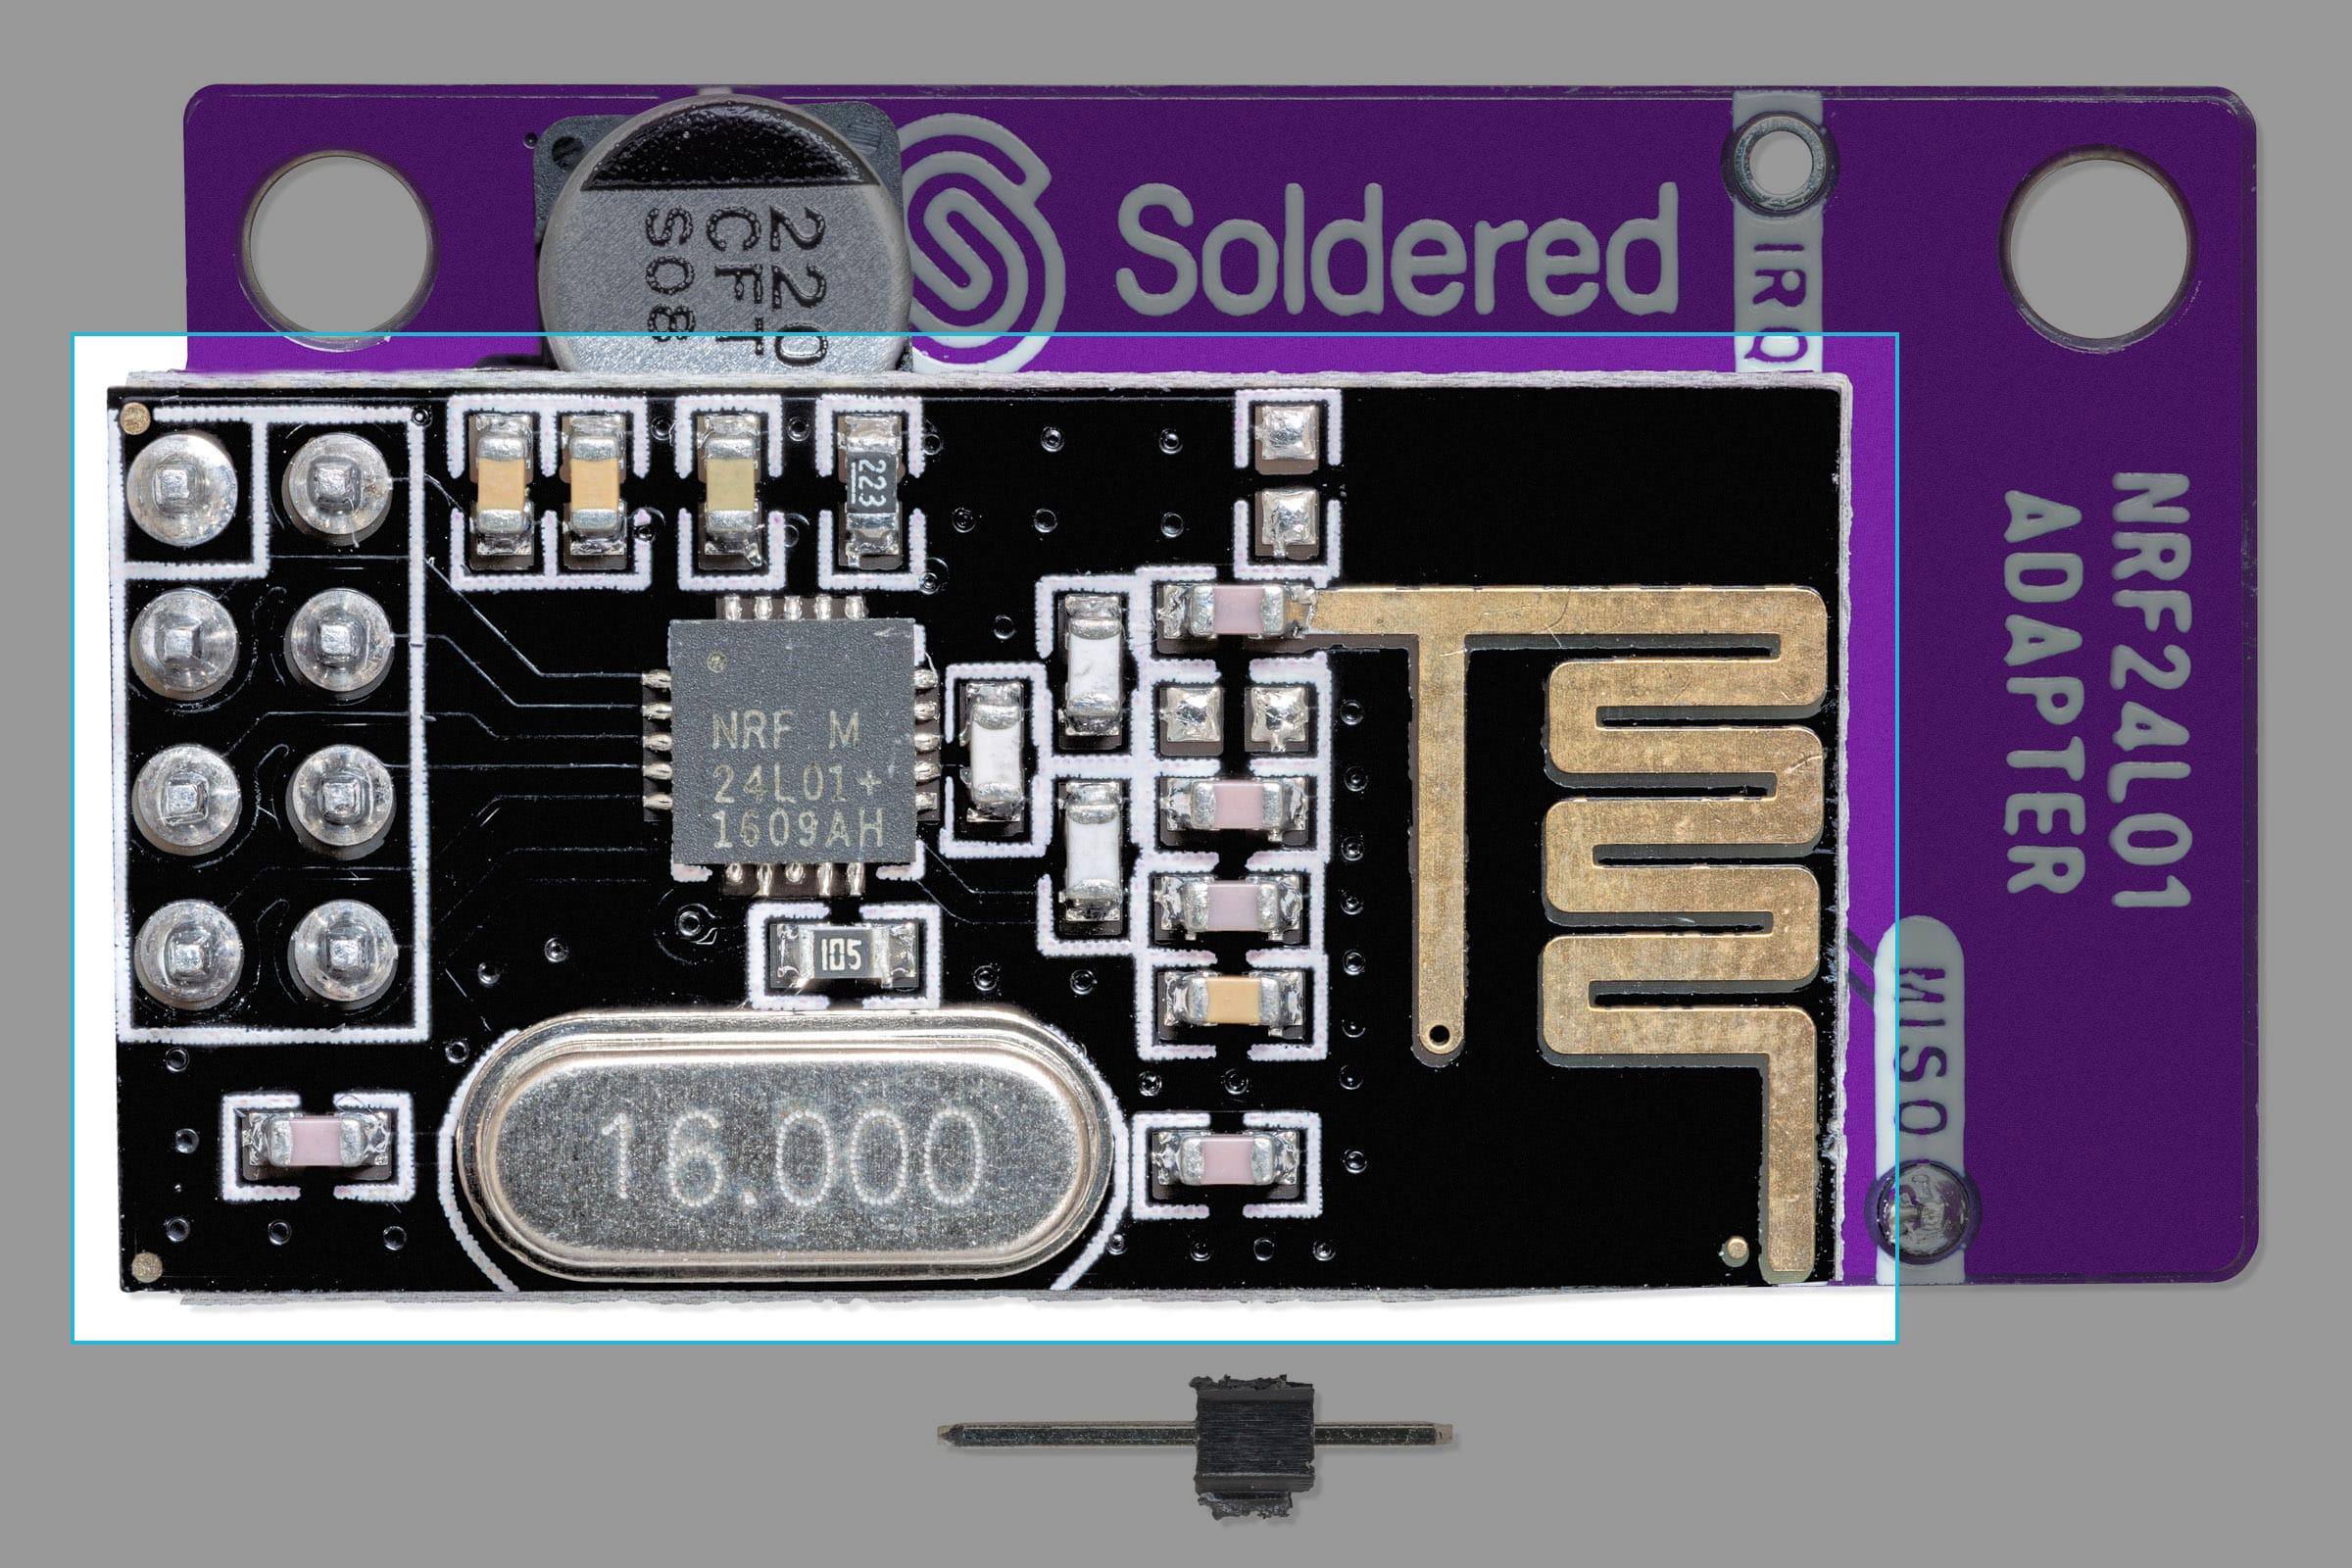 220
CFT
S08
Soldered
IRQ
NRF24L01
ADAPTER
223
NRF M
24L01+
1609AH
105
16.000
MISO